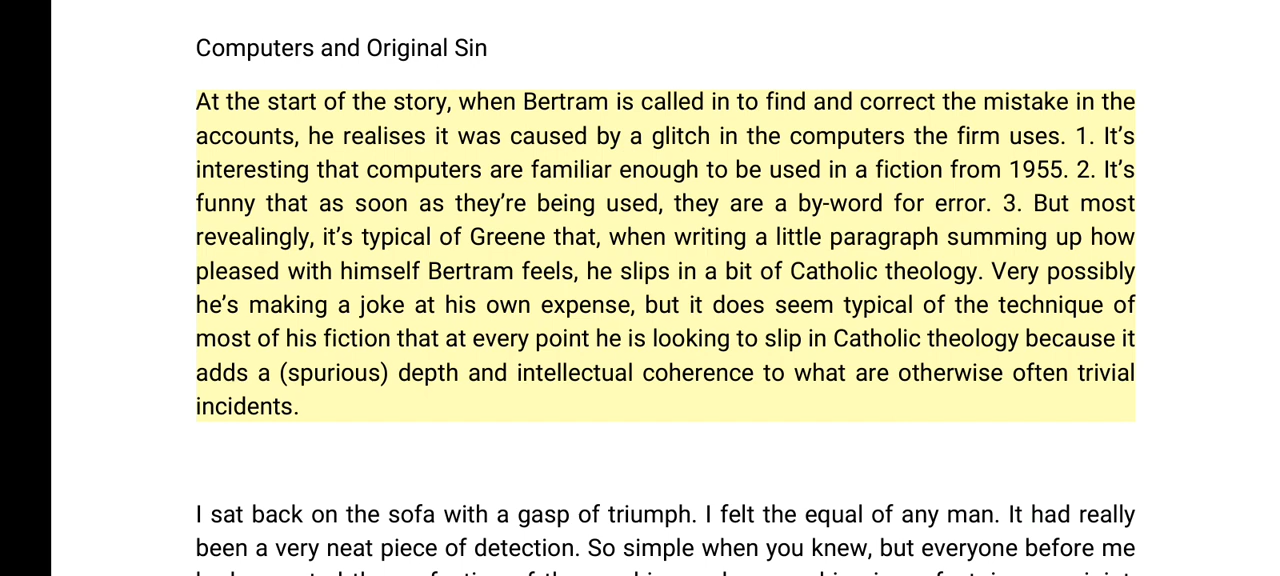 Computers and Original Sin
At the start of the story, when Bertram is called in to find and correct the mistake in the
accounts, he realises it was caused by a glitch in the computers the firm uses. 1. It’s
interesting that computers are familiar enough to be used in a fiction from 1955. 2. It’s
funny that as soon as they’re being used, they are a by-word for error. 3. But most
revealingly, it’s typical of Greene that, when writing a little paragraph summing up how
pleased with himself Bertram feels, he slips in a bit of Catholic theology. Very possibly
he’s making a joke at his own expense, but it does seem typical of the technique of
most of his fiction that at every point he is looking to slip in Catholic theology because it
adds a (spurious) depth and intellectual coherence to what are otherwise often trivial
incidents.
I sat back on the sofa with a gasp of triumph. I felt the equal of any man. It had really
been a very neat piece of detection. So simple when you knew, but everyone before me